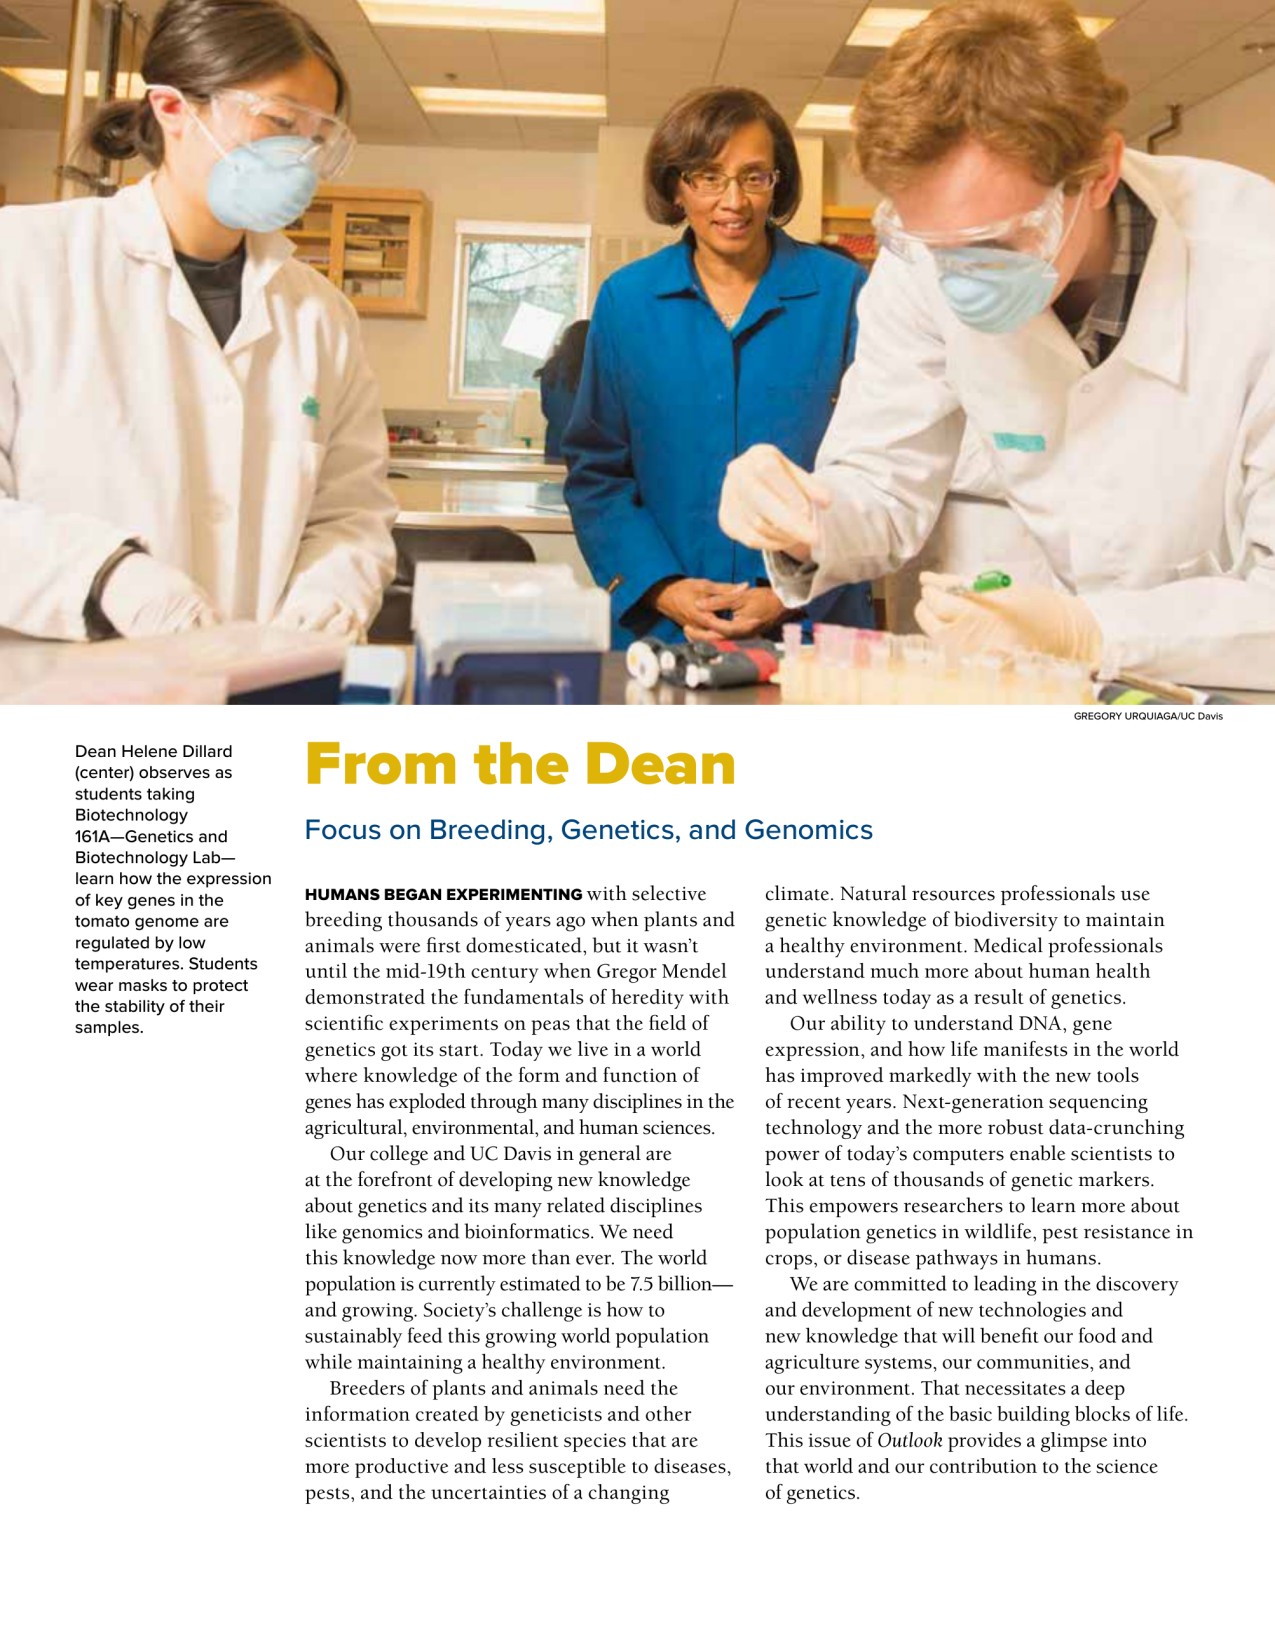 GREGORY URQUIAGA/UC Davis
Dean Helene Dillard
(center) observes as
students taking
Biotechnology
161A—Genetics and
Biotechnology Lab—
learn how the expression
of key genes in the
tomato genome are
regulated by low
temperatures. Students
wear masks to protect
the stability of their
samples.
From the Dean
Focus on Breeding, Genetics, and Genomics
HUMANS BEGAN EXPERIMENTING with selective
breeding thousands of years ago when plants and
animals were first domesticated, but it wasn’t
until the mid-19th century when Gregor Mendel
demonstrated the fundamentals of heredity with
scientific experiments on peas that the field of
genetics got its start. Today we live in a world
where knowledge of the form and function of
genes has exploded through many disciplines in the
agricultural, environmental, and human sciences.
Our college and UC Davis in general are
at the forefront of developing new knowledge
about genetics and its many related disciplines
like genomics and bioinformatics. We need
this knowledge now more than ever. The world
population is currently estimated to be 7.5 billion—
and growing. Society’s challenge is how to
sustainably feed this growing world population
while maintaining a healthy environment.
Breeders of plants and animals need the
information created by geneticists and other
scientists to develop resilient species that are
more productive and less susceptible to diseases,
pests, and the uncertainties of a changing
climate. Natural resources professionals use
genetic knowledge of biodiversity to maintain
a healthy environment. Medical professionals
understand much more about human health
and wellness today as a result of genetics.
Our ability to understand DNA, gene
expression, and how life manifests in the world
has improved markedly with the new tools
of recent years. Next-generation sequencing
technology and the more robust data-crunching
power of today’s computers enable scientists to
look at tens of thousands of genetic markers.
This empowers researchers to learn more about
population genetics in wildlife, pest resistance in
crops, or disease pathways in humans.
We are committed to leading in the discovery
and development of new technologies and
new knowledge that will benefit our food and
agriculture systems, our communities, and
our environment. That necessitates a deep
understanding of the basic building blocks of life.
This issue of Outlook provides a glimpse into
that world and our contribution to the science
of genetics.